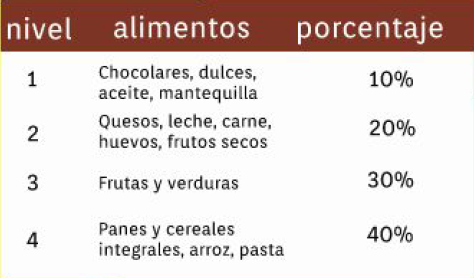 nivel alimentos porcentaje
1 Chocolares, dulces, aceite, mantequilla 10%
2 Quesos, leche, carne, huevos, frutos secos 20%
3 Frutas y verduras 30%
4 Panes y cereales integrales, arroz, pasta 40%